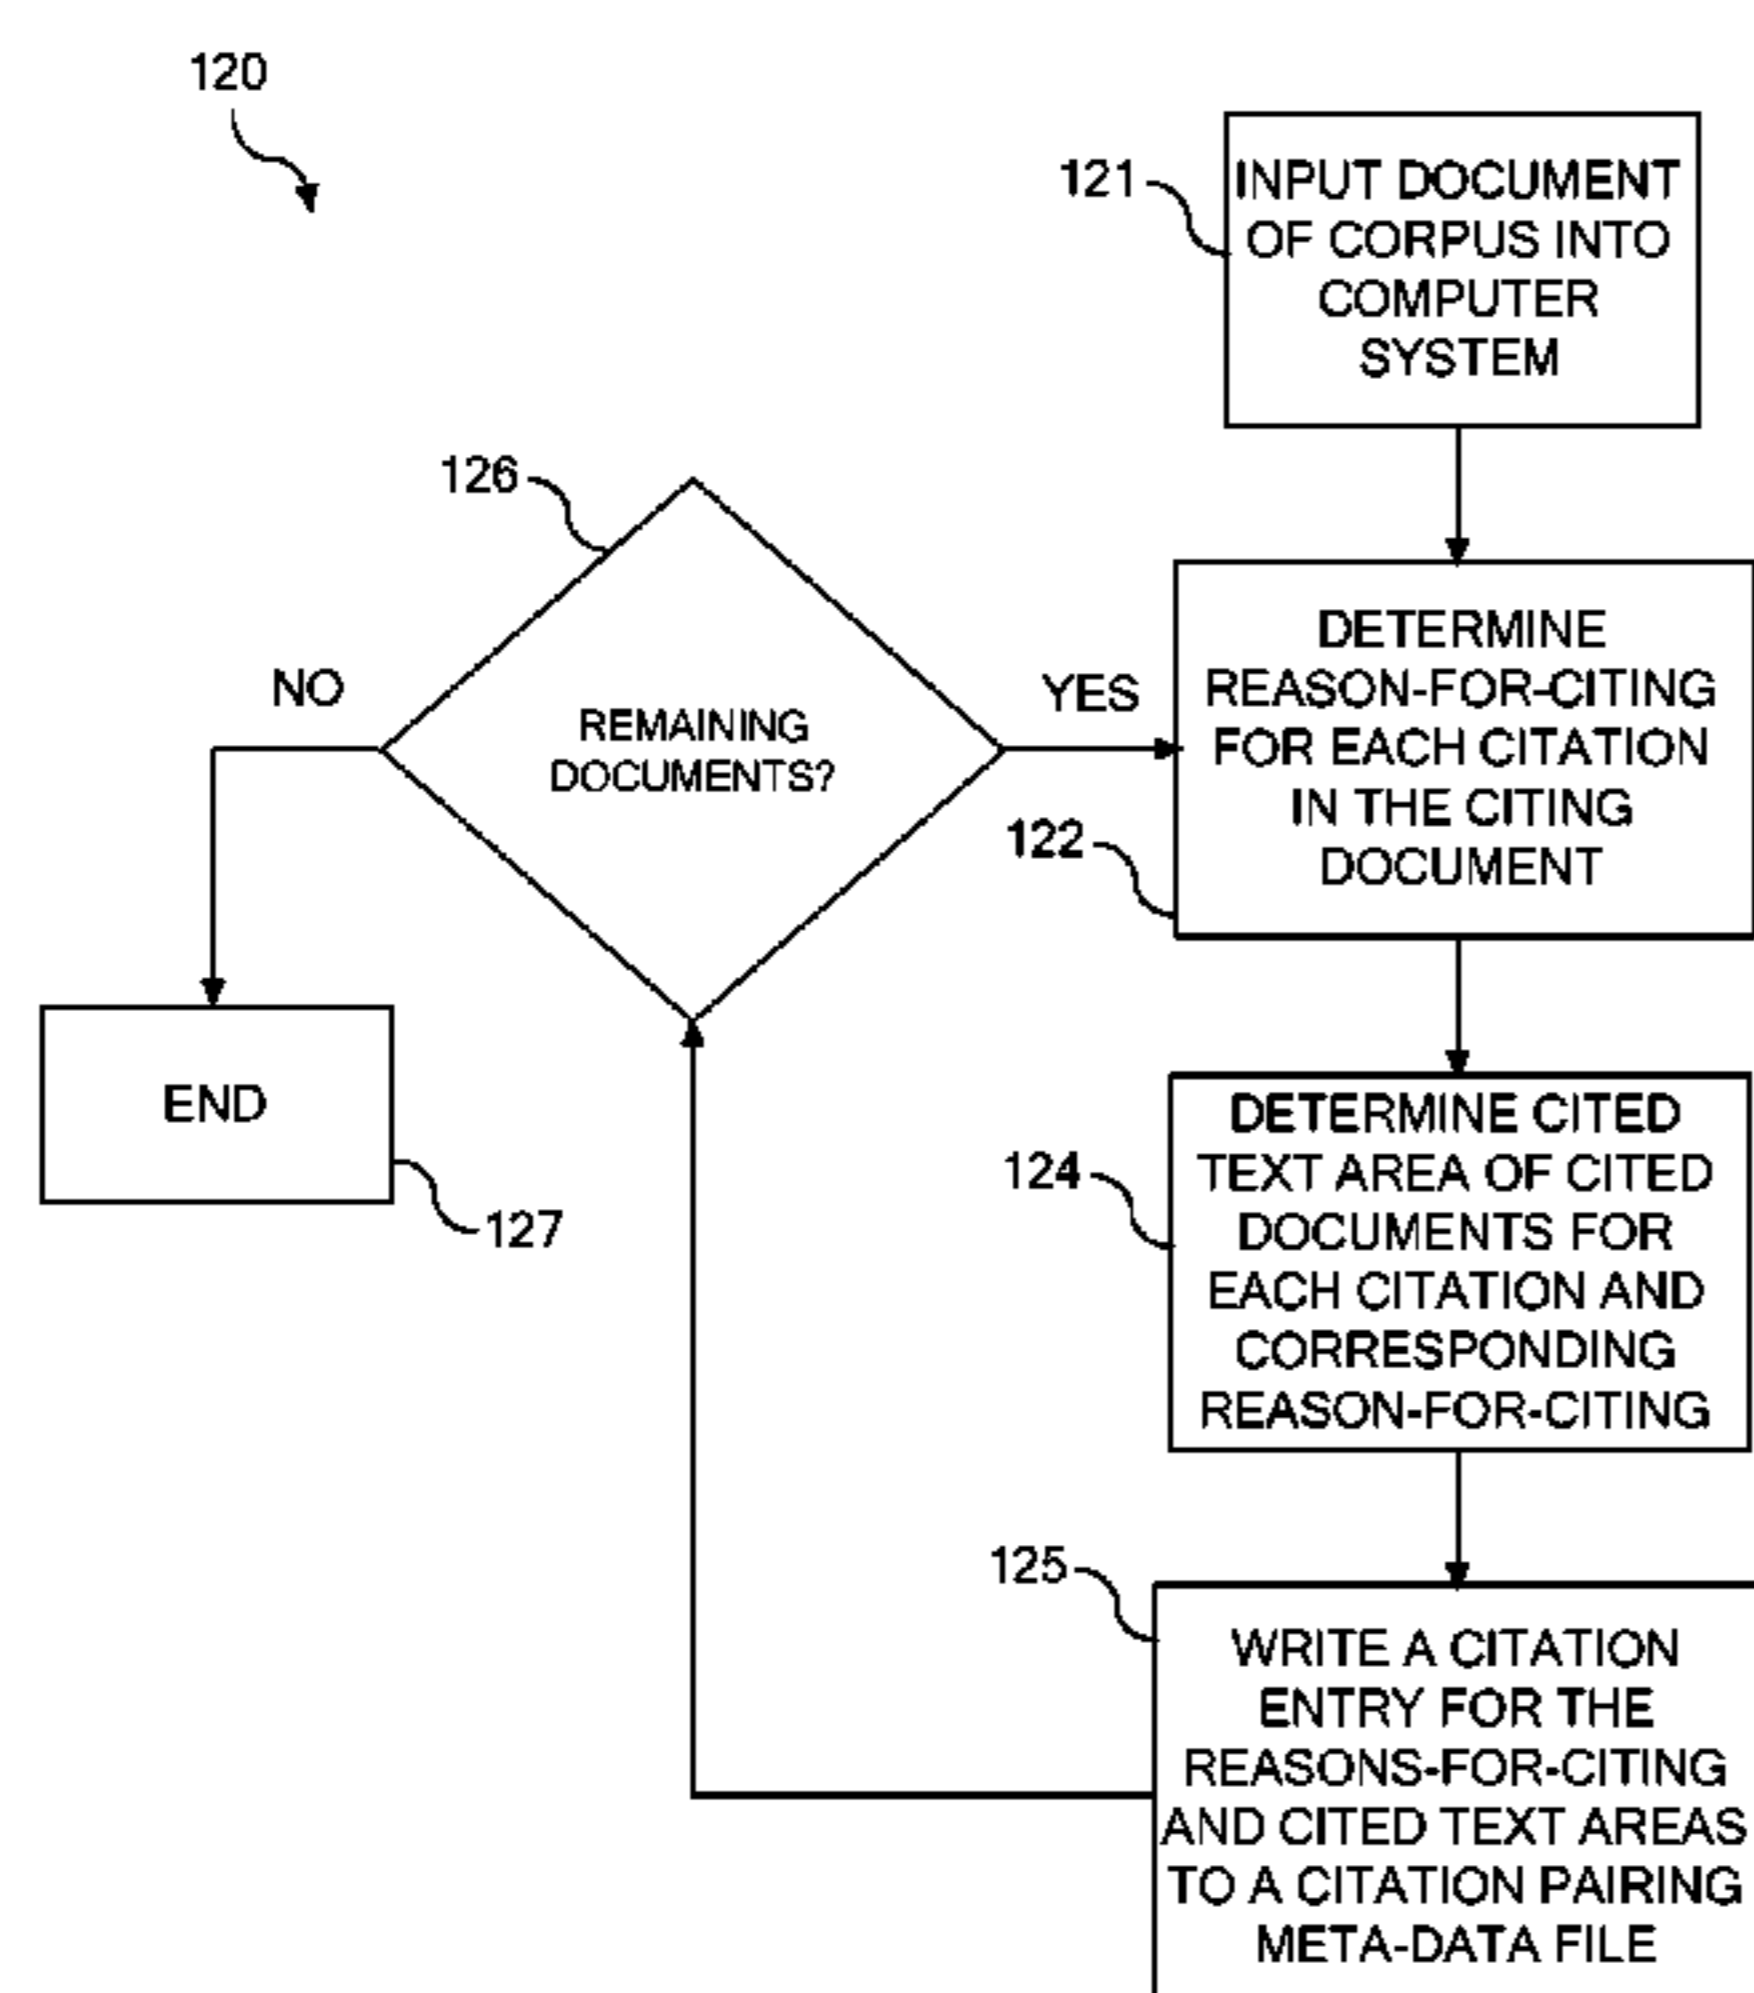 120
121
INPUT DOCUMENT
OF CORPUS INTO
COMPUTER
SYSTEM
126
REMAINING
DOCUMENTS?
NO
YES
122
DETERMINE
REASON-FOR-CITING
FOR EACH CITATION
IN THE CITING
DOCUMENT
END
127
124
DETERMINE CITED
TEXT AREA OF CITED
DOCUMENTS FOR
EACH CITATION AND
CORRESPONDING
REASON-FOR-CITING
125
WRITE A CITATION
ENTRY FOR THE
REASONS-FOR-CITING
AND CITED TEXT AREAS
TO A CITATION PAIRING
META-DATA FILE